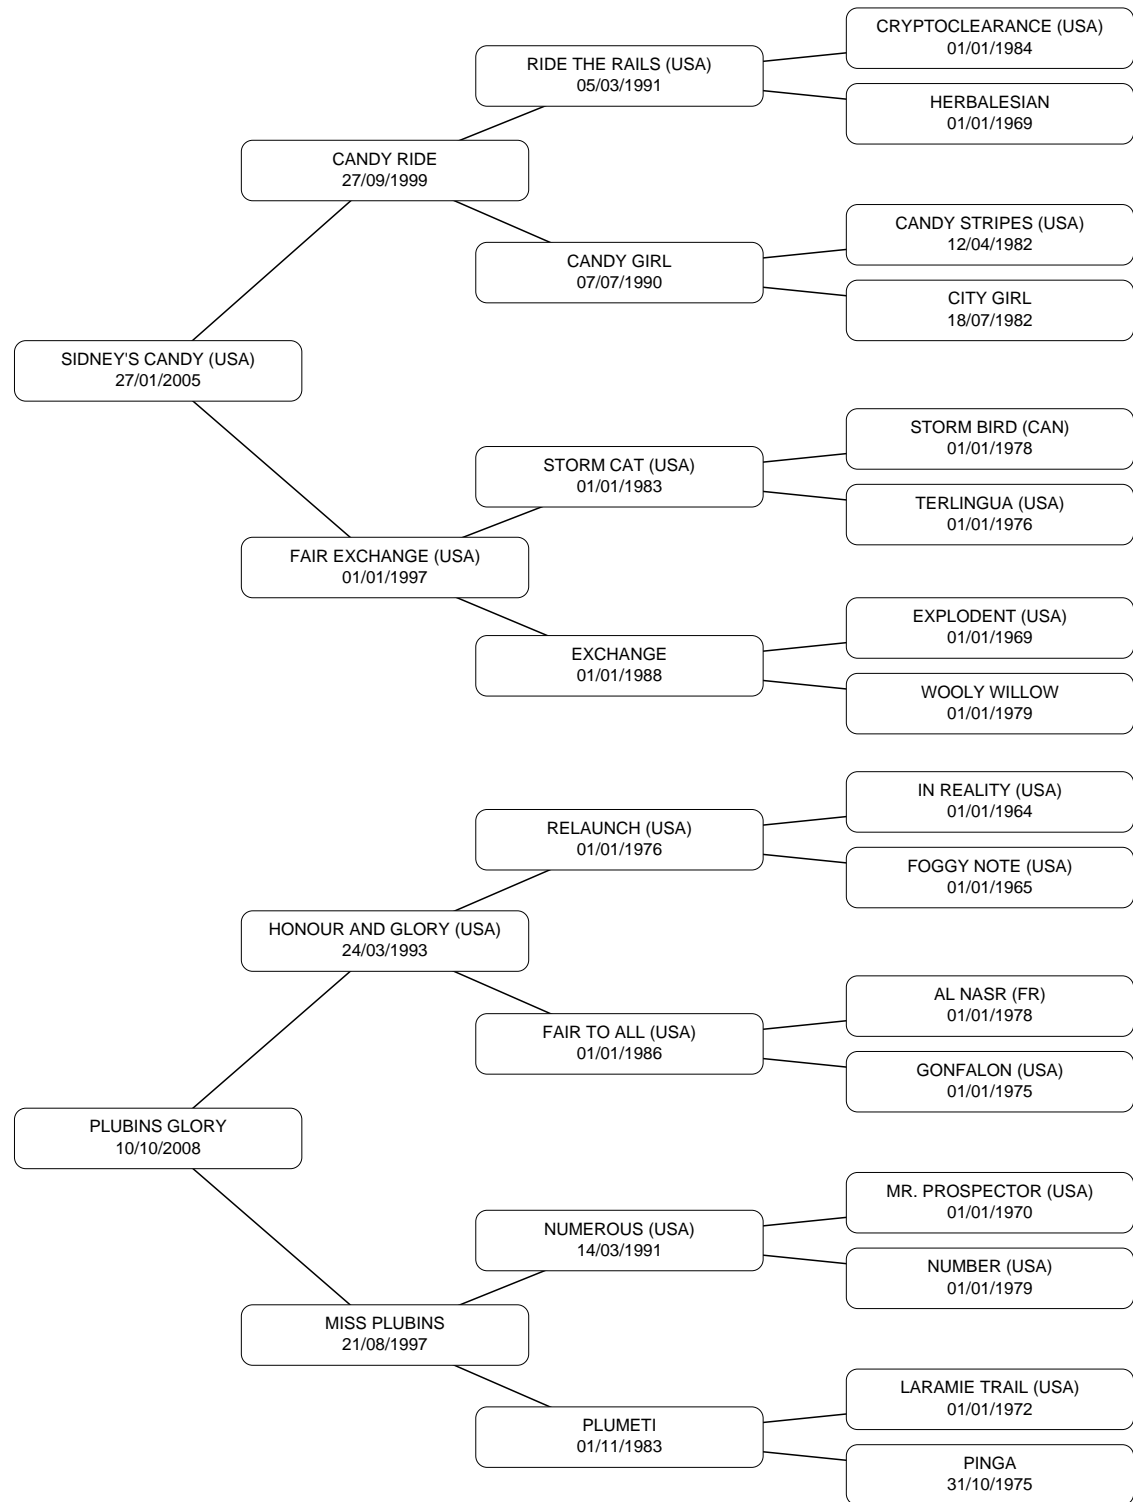 CRYPTOCLEARANCE (USA)
01/01/1984
RIDE THE RAILS (USA)
05/03/1991
HERBALESIAN
01/01/1969
CANDY RIDE
27/09/1999
CANDY STRIPES (USA)
12/04/1982
CANDY GIRL
07/07/1990
CITY GIRL
18/07/1982
SIDNEY'S CANDY (USA)
27/01/2005
STORM BIRD (CAN)
01/01/1978
STORM CAT (USA)
01/01/1983
TERLINGUA (USA)
01/01/1976
FAIR EXCHANGE (USA)
01/01/1997
EXPLODENT (USA)
01/01/1969
EXCHANGE
01/01/1988
WOOLY WILLOW
01/01/1979
IN REALITY (USA)
01/01/1964
RELAUNCH (USA)
01/01/1976
FOGGY NOTE (USA)
01/01/1965
HONOUR AND GLORY (USA)
24/03/1993
AL NASR (FR)
01/01/1978
FAIR TO ALL (USA)
01/01/1986
GONFALON (USA)
01/01/1975
PLUBINS GLORY
10/10/2008
MR. PROSPECTOR (USA)
01/01/1970
NUMEROUS (USA)
14/03/1991
NUMBER (USA)
01/01/1979
MISS PLUBINS
21/08/1997
LARAMIE TRAIL (USA)
01/01/1972
PLUMETI
01/11/1983
PINGA
31/10/1975